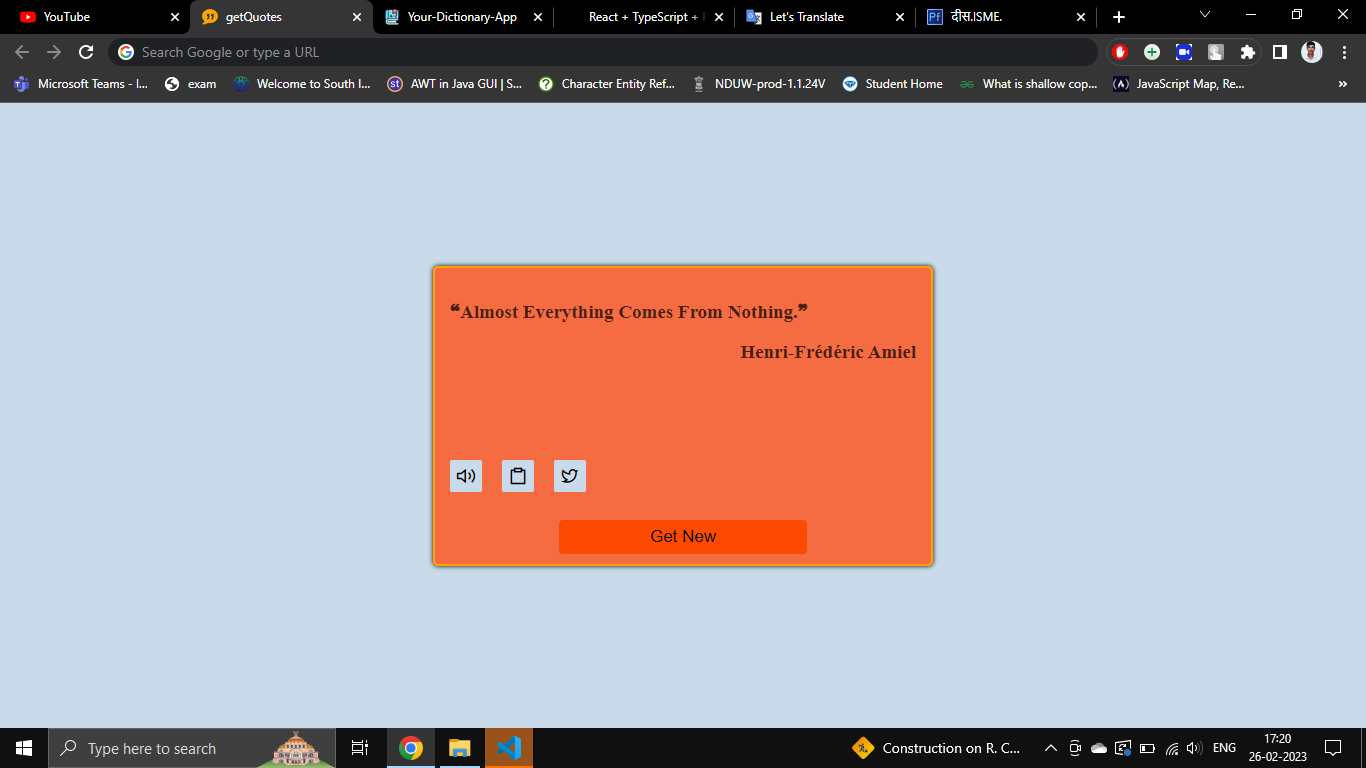 YouTube
getQuotes
Your-Dictionary-App
React + TypeScript +
Let's Translate
Pf
दीस.ISME.
Search Google or type a URL
Microsoft Teams - I...
exam
Welcome to South I...
st
AWT in Java GUI | S...
Character Entity Ref...
NDUW-prod-1.1.24V
Student Home
What is shallow cop...
JavaScript Map, Re...
❝Almost Everything Comes From Nothing.❞
Henri-Frédéric Amiel
Get New
Type here to search
Construction on R. C...
ENG
17:20
26-02-2023